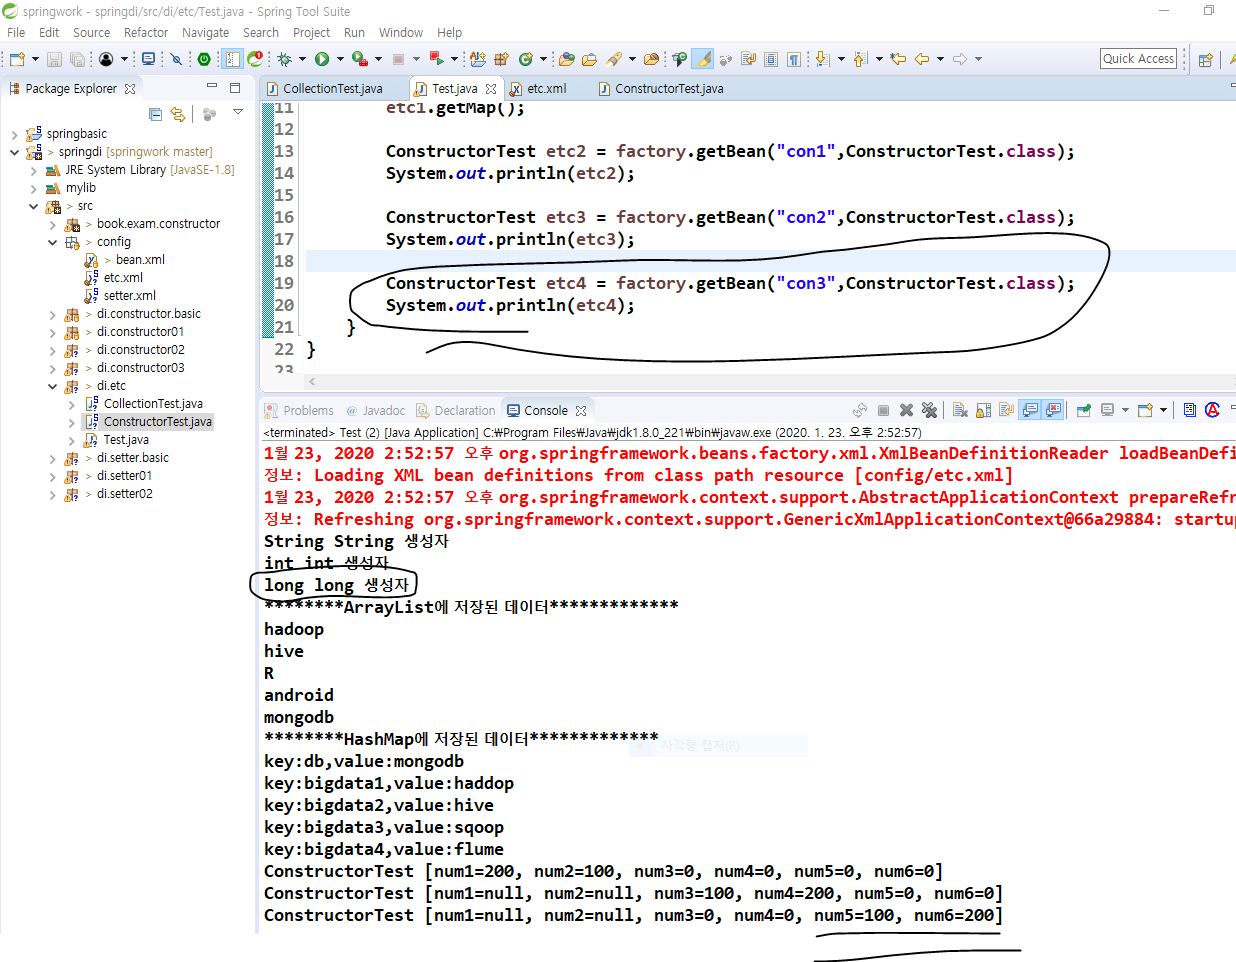 springwork - springdi/src/di/etc/Test.java - Spring Tool Suite
File Edit Source Refactor Navigate Search Project Run Window Help
Quick Access
Package Explorer
springbasic
> springdi [springwork master]
JRE System Library [JavaSE-1.8]
mylib
> src
> book.exam.constructor
> config
> bean.xml
etc.xml
setter.xml
> di.constructor.basic
> di.constructor01
> di.constructor02
> di.constructor03
> di.etc
CollectionTest.java
ConstructorTest.java
Test.java
> di.setter.basic
> di.setter01
> di.setter02
CollectionTest.java Test.java etc.xml ConstructorTest.java
11 etc1.getMap();
12
13 ConstructorTest etc2 = factory.getBean("con1",ConstructorTest.class);
14 System.out.println(etc2);
15
16 ConstructorTest etc3 = factory.getBean("con2",ConstructorTest.class);
17 System.out.println(etc3);
18
19 ConstructorTest etc4 = factory.getBean("con3",ConstructorTest.class);
20 System.out.println(etc4);
21 }
22 }
23
Problems @ Javadoc Declaration Console
<terminated> Test (2) [Java Application] C:₩Program Files₩Java₩jdk1.8.0_221₩bin₩javaw.exe (2020. 1. 23. 오후 2:52:57)
1월 23, 2020 2:52:57 오후 org.springframework.beans.factory.xml.XmlBeanDefinitionReader loadBeanDefi
정보: Loading XML bean definitions from class path resource [config/etc.xml]
1월 23, 2020 2:52:57 오후 org.springframework.context.support.AbstractApplicationContext prepareRefr
정보: Refreshing org.springframework.context.support.GenericXmlApplicationContext@66a29884: startup
String String 생성자
int int 생성자
long long 생성자
********ArrayList에 저장된 데이터*************
hadoop
hive
R
android
mongodb
********HashMap에 저장된 데이터*************
사각형 캡처(R)
key:db,value:mongodb
key:bigdata1,value:haddop
key:bigdata2,value:hive
key:bigdata3,value:sqoop
key:bigdata4,value:flume
ConstructorTest [num1=200, num2=100, num3=0, num4=0, num5=0, num6=0]
ConstructorTest [num1=null, num2=null, num3=100, num4=200, num5=0, num6=0]
ConstructorTest [num1=null, num2=null, num3=0, num4=0, num5=100, num6=200]